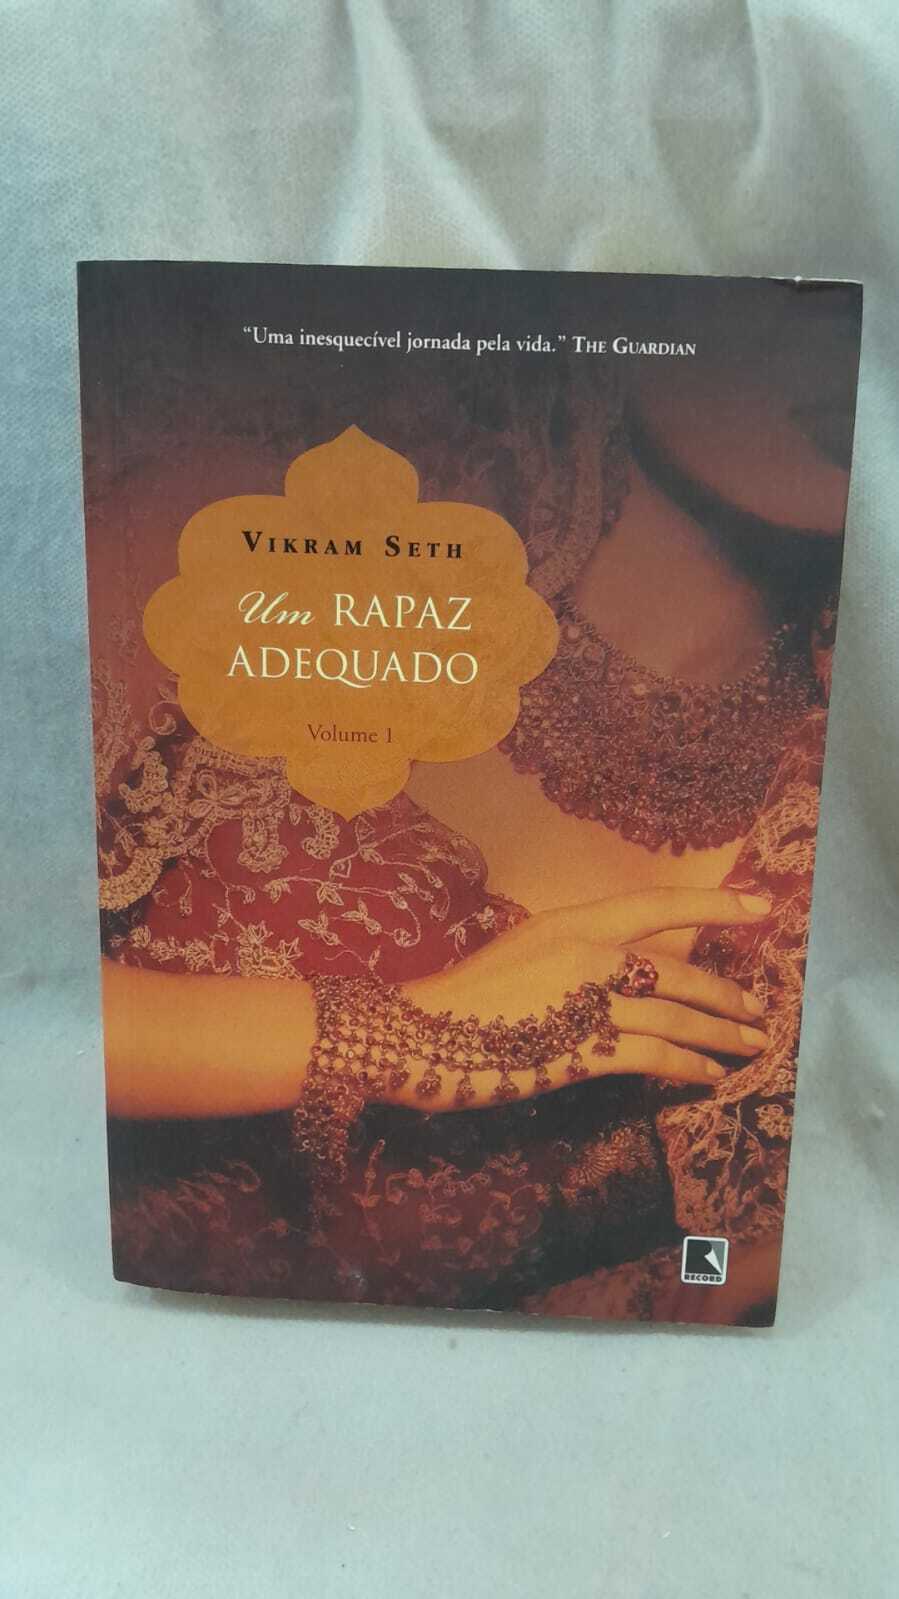 “Uma inesquecível jornada pela vida.” THE GUARDIAN
VIKRAM SETH
Um RAPAZ
ADEQUADO
Volume 1
RECORD